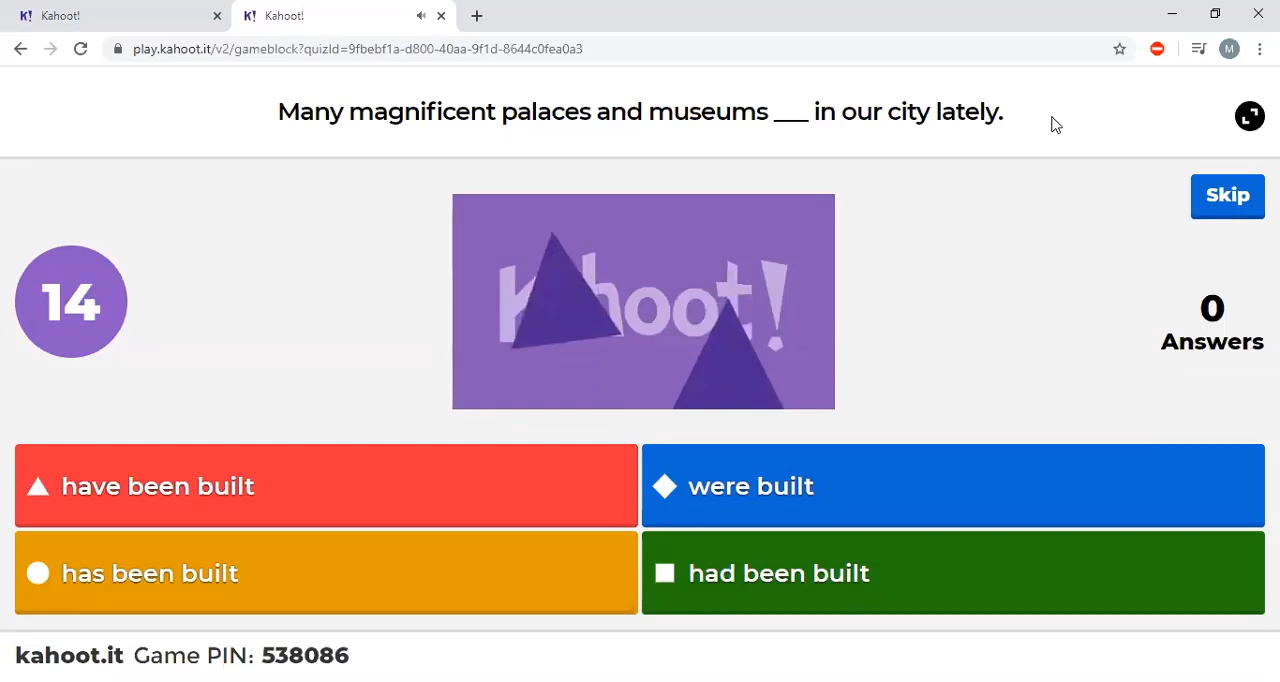 K! Kahoot!
K! Kahoot!
play.kahoot.it/v2/gameblock?quizId=9fbebf1a-d800-40aa-9f1d-8644c0fea0a3
M
Many magnificent palaces and museums ___ in our city lately.
Skip
14
Kahoot!
0
Answers
have been built
were built
has been built
had been built
kahoot.it Game PIN: 538086